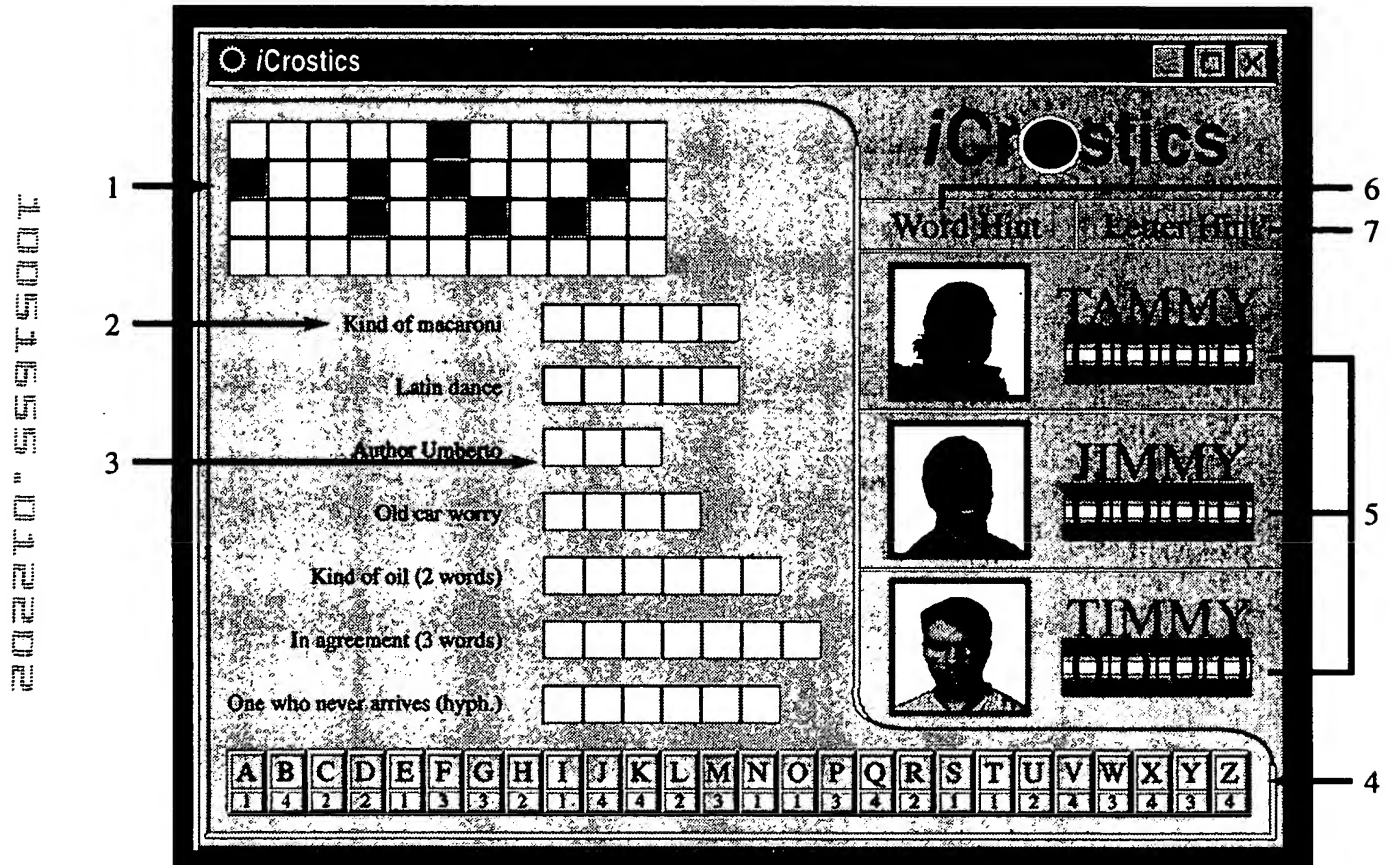 iCrostics
iCrostics
1
6
Word Hint
Letter Hint
7
TAMMY
2
Kind of macaroni
Latin dance
3
Author Umberto
JIMMY
Old car worry
5
Kind of oil (2 words)
In agreement (3 words)
TIMMY
One who never arrives (hyph.)
A B C D E F G H I J K L M N O P Q R S T U V W X Y Z
1 4 2 2 1 3 3 2 1 4 4 2 3 1 1 3 4 2 1 1 2 4 3 4 3 4
4
10051655.012202